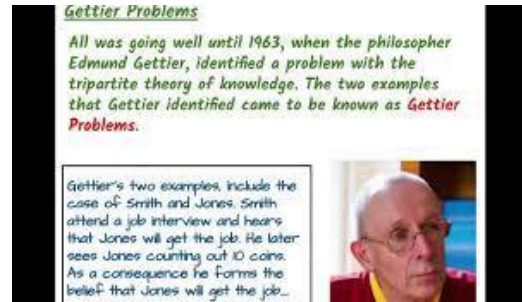 Gettier Problems
All was going well until 1963, when the philosopher
Edmund Gettier, identified a problem with the
tripartite theory of knowledge. The two examples
that Gettier identified came to be known as Gettier
Problems.
Gettier's two examples, include the
case of Smith and Jones. Smith
attend a job interview and hears
that Jones will get the job. He later
sees Jones counting out 10 coins.
As a consequence he forms the
belief that Jones will get the job...